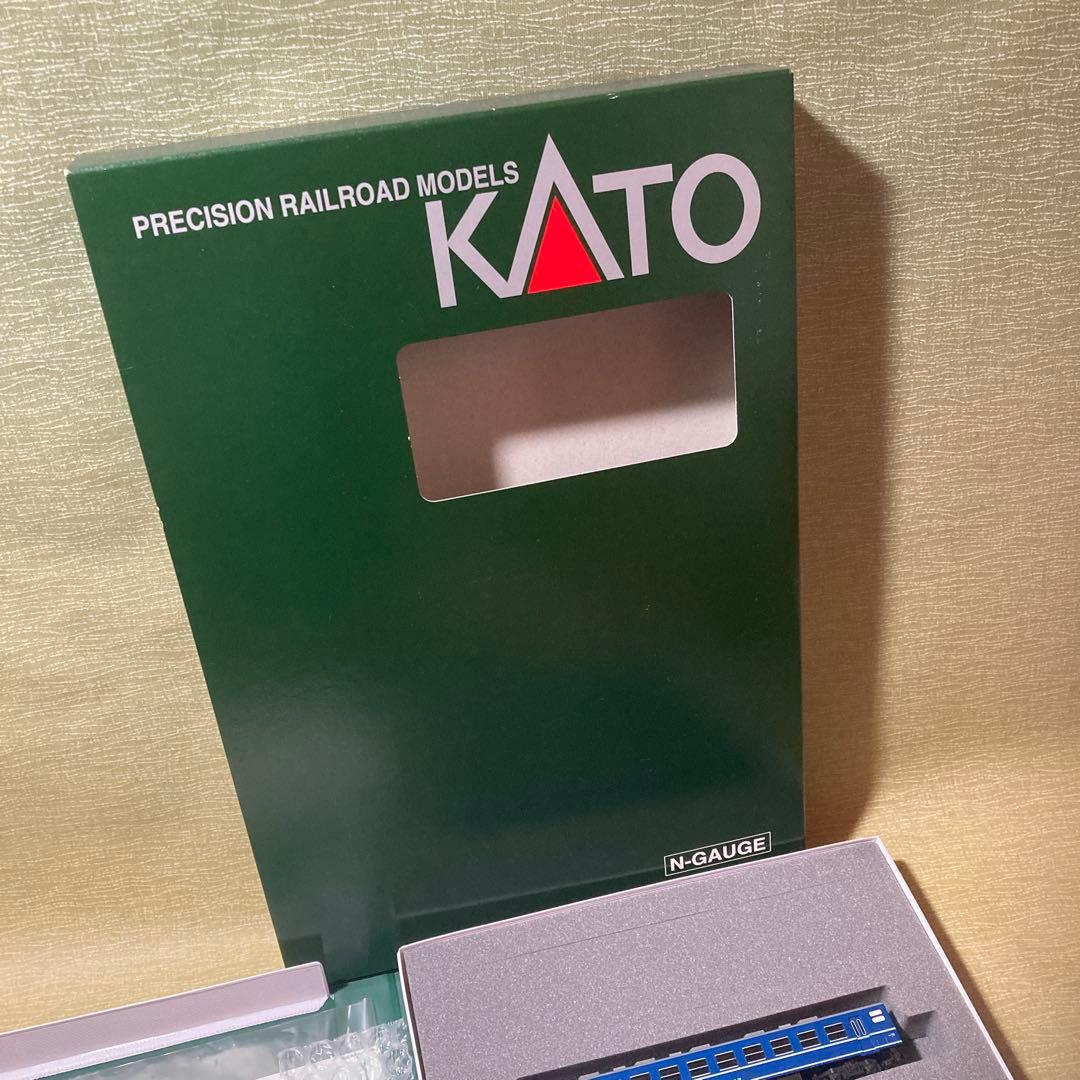 PRECISION RAILROAD MODELS
KATO
N-GAUGE